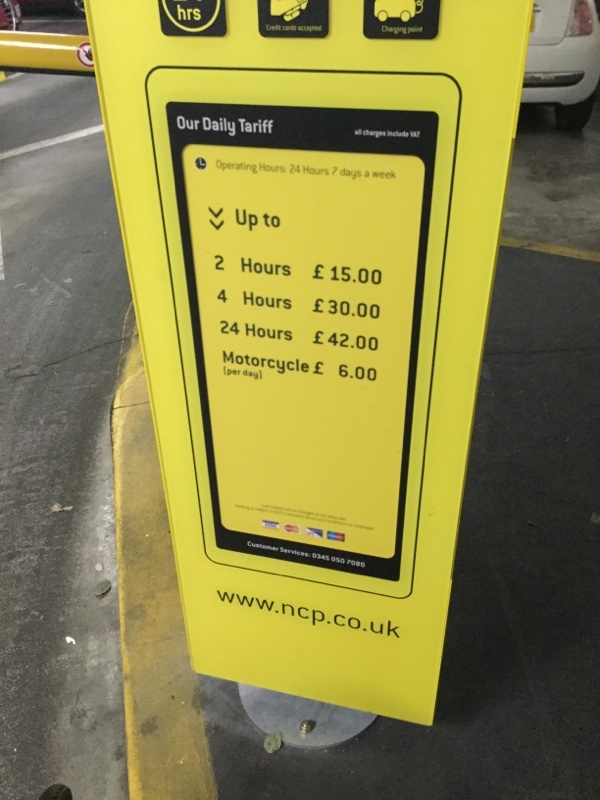 hrs
Credit cards accepted
Charging point
Our Daily Tariff
all charges include VAT
Operating Hours: 24 Hours 7 days a week
Up to
2 Hours £ 15.00
4 Hours £ 30.00
24 Hours £ 42.00
Motorcycle £ 6.00
(per day)
Customer Services: 0345 050 7080
www.ncp.co.uk